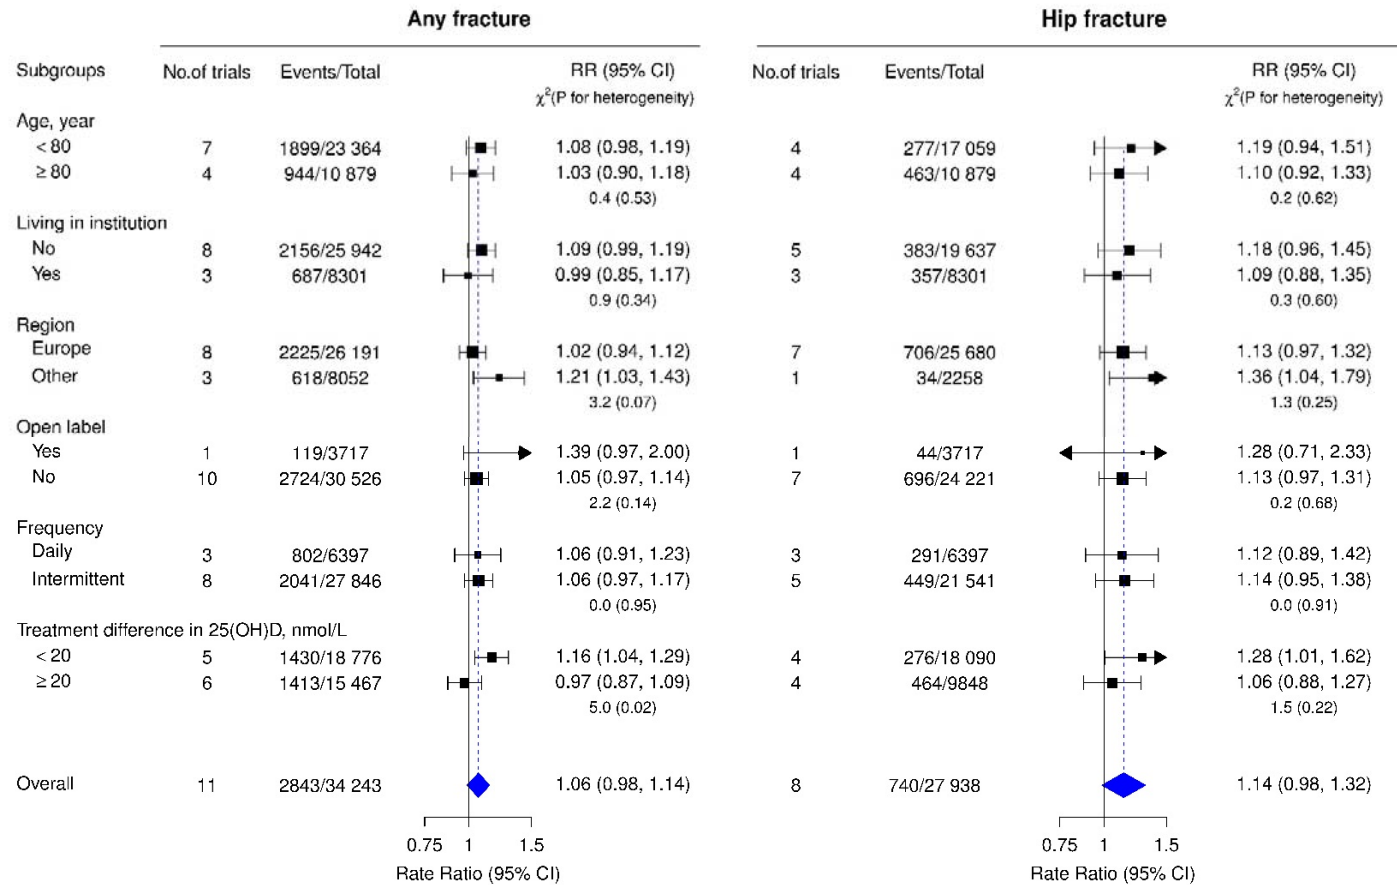 Any fracture Hip fracture
Subgroups No.of trials Events/Total RR (95% CI) No.of trials Events/Total RR (95% CI)
χ²(P for heterogeneity) χ²(P for heterogeneity)
Age, year
< 80 7 1899/23 364 1.08 (0.98, 1.19) 4 277/17 059 1.19 (0.94, 1.51)
≥ 80 4 944/10 879 1.03 (0.90, 1.18) 4 463/10 879 1.10 (0.92, 1.33)
0.4 (0.53) 0.2 (0.62)
Living in institution
No 8 2156/25 942 1.09 (0.99, 1.19) 5 383/19 637 1.18 (0.96, 1.45)
Yes 3 687/8301 0.99 (0.85, 1.17) 3 357/8301 1.09 (0.88, 1.35)
0.9 (0.34) 0.3 (0.60)
Region
Europe 8 2225/26 191 1.02 (0.94, 1.12) 7 706/25 680 1.13 (0.97, 1.32)
Other 3 618/8052 1.21 (1.03, 1.43) 1 34/2258 1.36 (1.04, 1.79)
3.2 (0.07) 1.3 (0.25)
Open label
Yes 1 119/3717 1.39 (0.97, 2.00) 1 44/3717 1.28 (0.71, 2.33)
No 10 2724/30 526 1.05 (0.97, 1.14) 7 696/24 221 1.13 (0.97, 1.31)
2.2 (0.14) 0.2 (0.68)
Frequency
Daily 3 802/6397 1.06 (0.91, 1.23) 3 291/6397 1.12 (0.89, 1.42)
Intermittent 8 2041/27 846 1.06 (0.97, 1.17) 5 449/21 541 1.14 (0.95, 1.38)
0.0 (0.95) 0.0 (0.91)
Treatment difference in 25(OH)D, nmol/L
< 20 5 1430/18 776 1.16 (1.04, 1.29) 4 276/18 090 1.28 (1.01, 1.62)
≥ 20 6 1413/15 467 0.97 (0.87, 1.09) 4 464/9848 1.06 (0.88, 1.27)
5.0 (0.02) 1.5 (0.22)
Overall 11 2843/34 243 1.06 (0.98, 1.14) 8 740/27 938 1.14 (0.98, 1.32)
0.75 1 1.5 0.75 1 1.5
Rate Ratio (95% CI) Rate Ratio (95% CI)